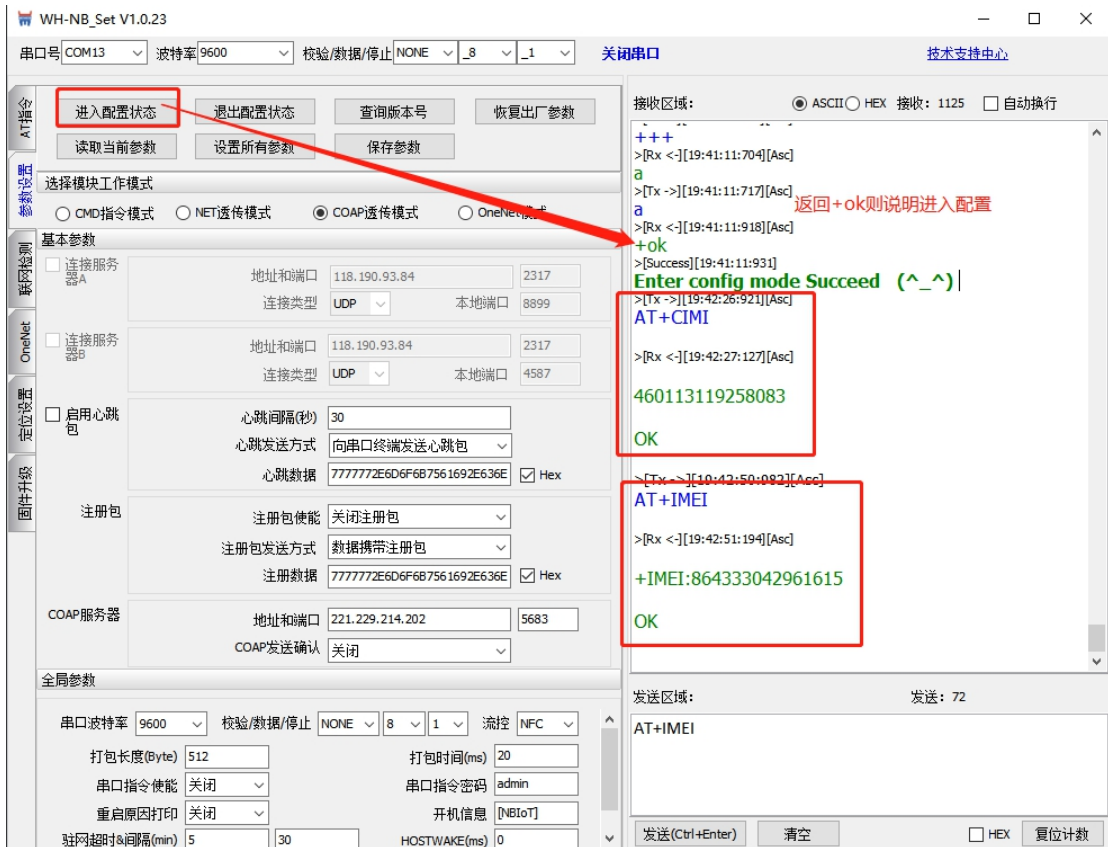 WH-NB_Set V1.0.23
串口号 COM13 波特率 9600 校验/数据/停止 NONE _8 _1 关闭串口 技术支持中心
AT指令
参数设置
联网检测
OneNet
定位设置
固件升级
进入配置状态 退出配置状态 查询版本号 恢复出厂参数
读取当前参数 设置所有参数 保存参数
选择模块工作模式
CMD指令模式 NET透传模式 COAP透传模式 OneNet模式
基本参数
连接服务器A
地址和端口 118.190.93.84 2317
连接类型 UDP 本地端口 8899
连接服务器B
地址和端口 118.190.93.84 2317
连接类型 UDP 本地端口 4587
启用心跳包
心跳间隔(秒) 30
心跳发送方式 向串口终端发送心跳包
心跳数据 7777772E6D6F6B7561692E636E Hex
注册包
注册包使能 关闭注册包
注册包发送方式 数据携带注册包
注册数据 7777772E6D6F6B7561692E636E Hex
COAP服务器
地址和端口 221.229.214.202 5683
COAP发送确认 关闭
全局参数
串口波特率 9600 校验/数据/停止 NONE 8 1 流控 NFC
打包长度(Byte) 512 打包时间(ms) 20
串口指令使能 关闭 串口指令密码 admin
重启原因打印 关闭 开机信息 [NBIoT]
驻网超时&间隔(min) 5 30 HOSTWAKE(ms) 0
接收区域: ASCII HEX 接收: 1125 自动换行
+++
>[Rx <-][19:41:11:704][Asc]
a
>[Tx ->][19:41:11:717][Asc]
a
返回+ok则说明进入配置
>[Rx <-][19:41:11:918][Asc]
+ok
>[Success][19:41:11:931]
Enter config mode Succeed (^_^)
>[Tx ->][19:42:26:921][Asc]
AT+CIMI
>[Rx <-][19:42:27:127][Asc]
460113119258083
OK
>[Tx ->][19:42:50:982][Asc]
AT+IMEI
>[Rx <-][19:42:51:194][Asc]
+IMEI:864333042961615
OK
发送区域: 发送: 72
AT+IMEI
发送(Ctrl+Enter) 清空 HEX 复位计数